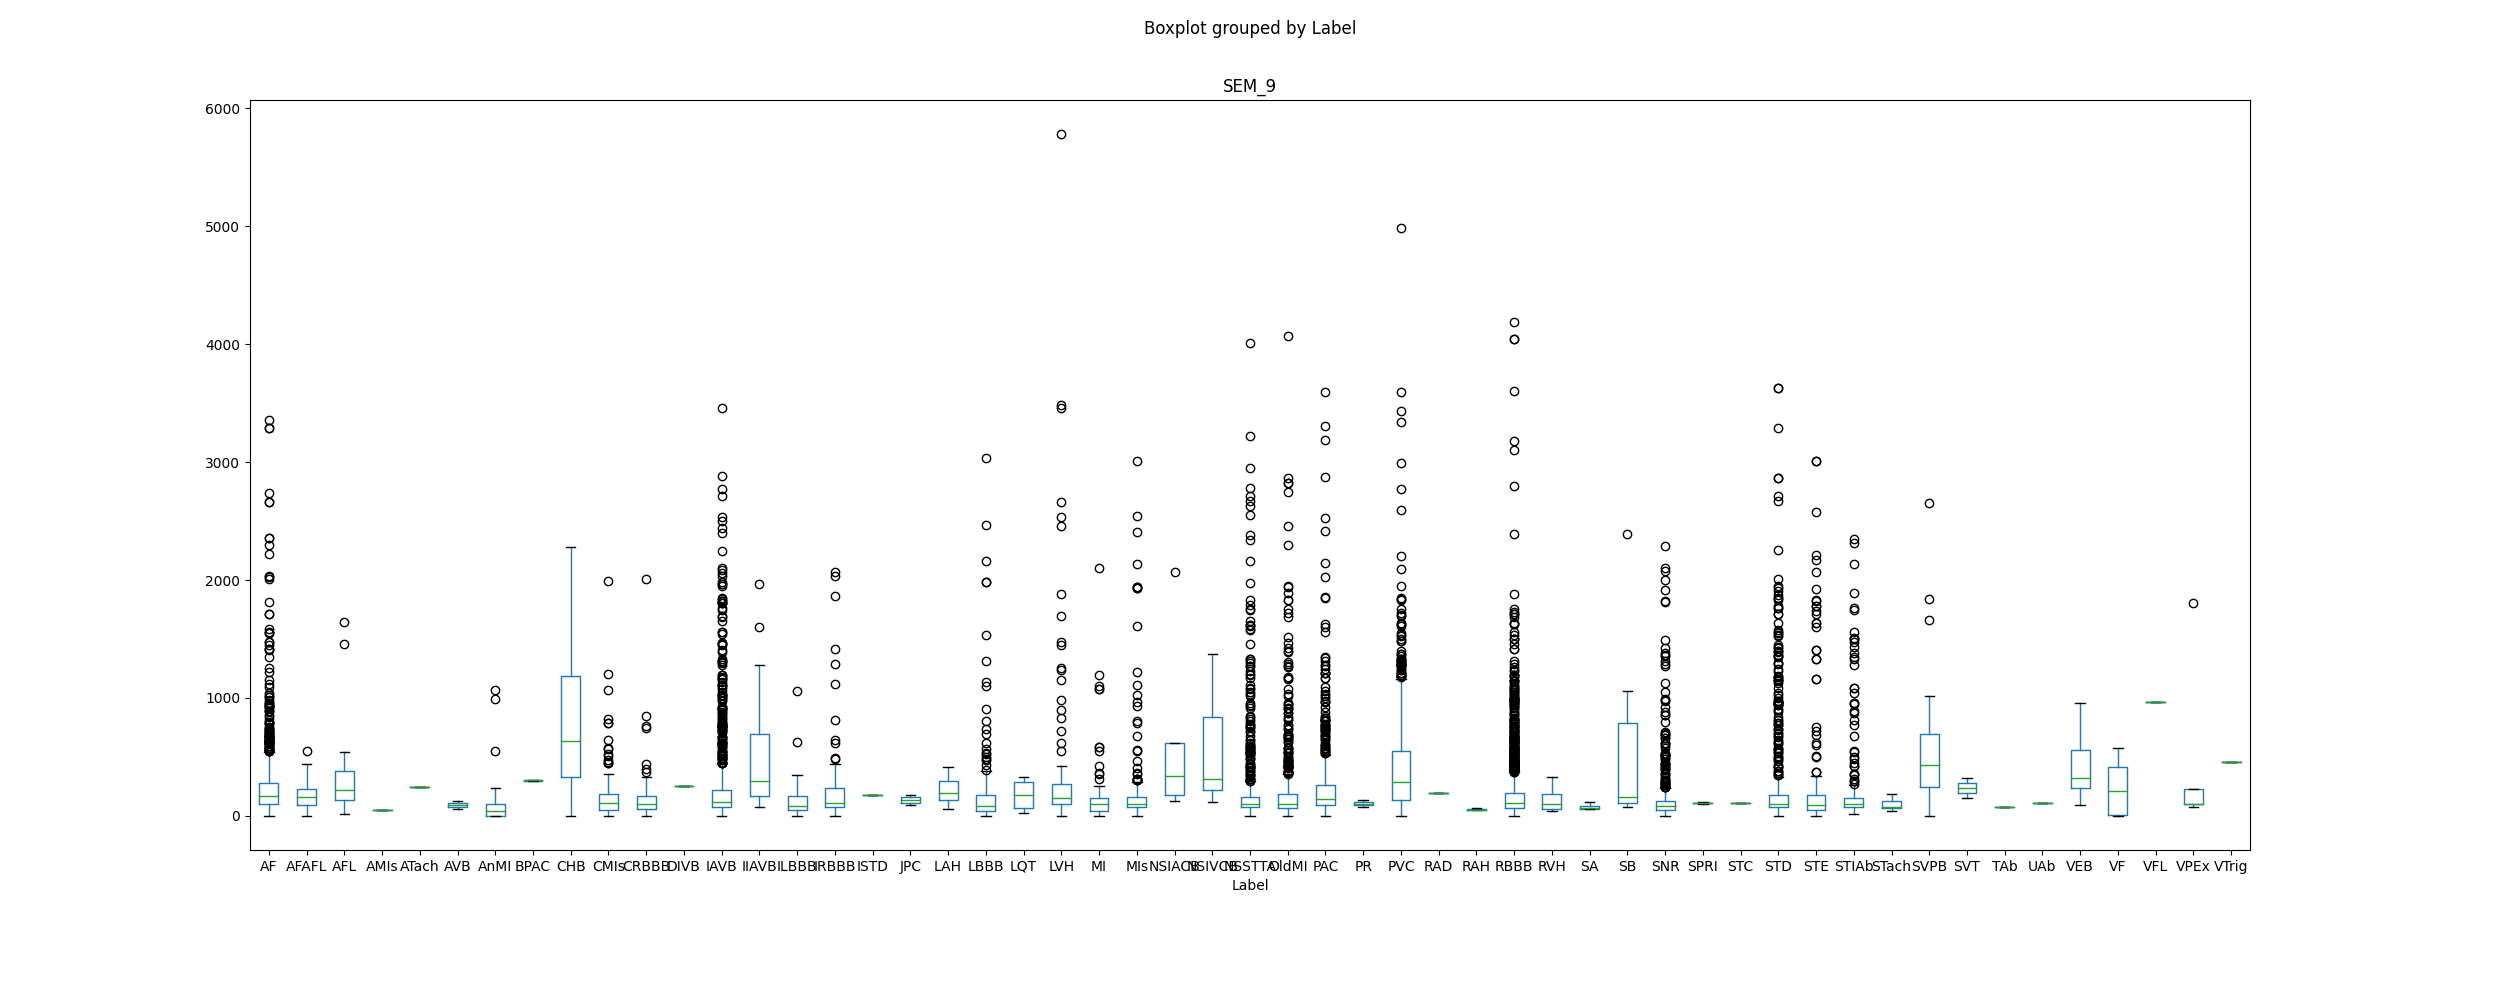 Boxplot grouped by Label
SEM_9
6000
5000
4000
3000
2000
1000
0
AF AFAFL AFL AMIs ATach AVB AnMI BPAC CHB CMIs CRBBB DIVB IAVB IIAVB ILBBB IRBBB ISTD JPC LAH LBBB LQT LVH MI MIs NSIACB NSIVCB NSSTTA OldMI PAC PR PVC RAD RAH RBBB RVH SA SB SNR SPRI STC STD STE STIAb STach SVPB SVT TAb UAb VEB VF VFL VPEx VTrig
Label